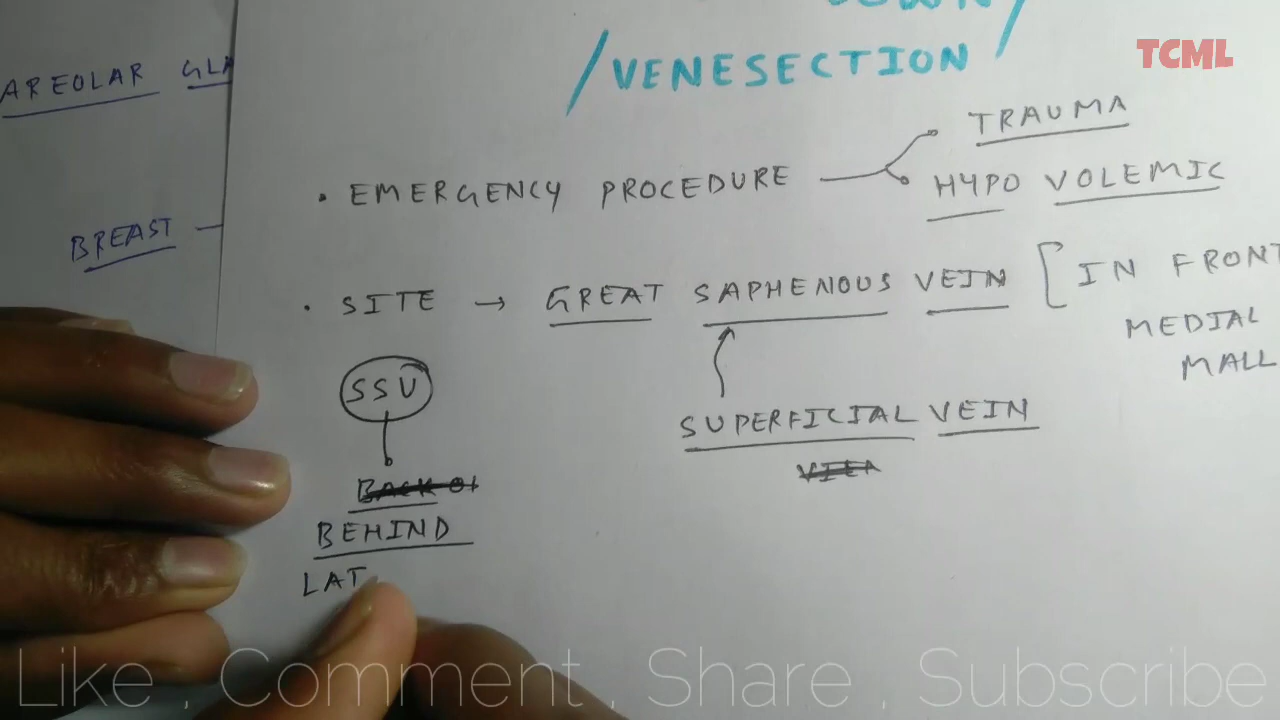 /VENESECTION
TCML
AREOLAR GLA
• EMERGENCY PROCEDURE
TRAUMA
HYPO VOLEMIC
BREAST
• SITE → GREAT SAPHENOUS VEIN [IN FRONT
MEDIAL
MALL
SSV
SUPERFICIAL VEIN
BEHIND
LAT
Like , Comment , Share , Subscribe